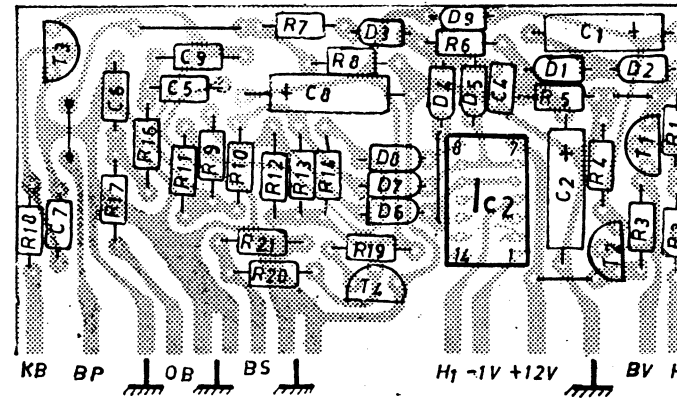 R7
D3
D9
R6
C1
+
T3
C9
R8
D1
D2
C6
C5
+
C8
D4
D5
C4
R5
R16
R11
R9
R10
R12
R13
R14
D8
D7
D6
8
7
IC2
14
1
+
C2
R4
T1
R1
R17
R18
C7
R21
R20
R19
T4
T2
R3
KB
BP
OB
BS
H1
-1V
+12V
BV